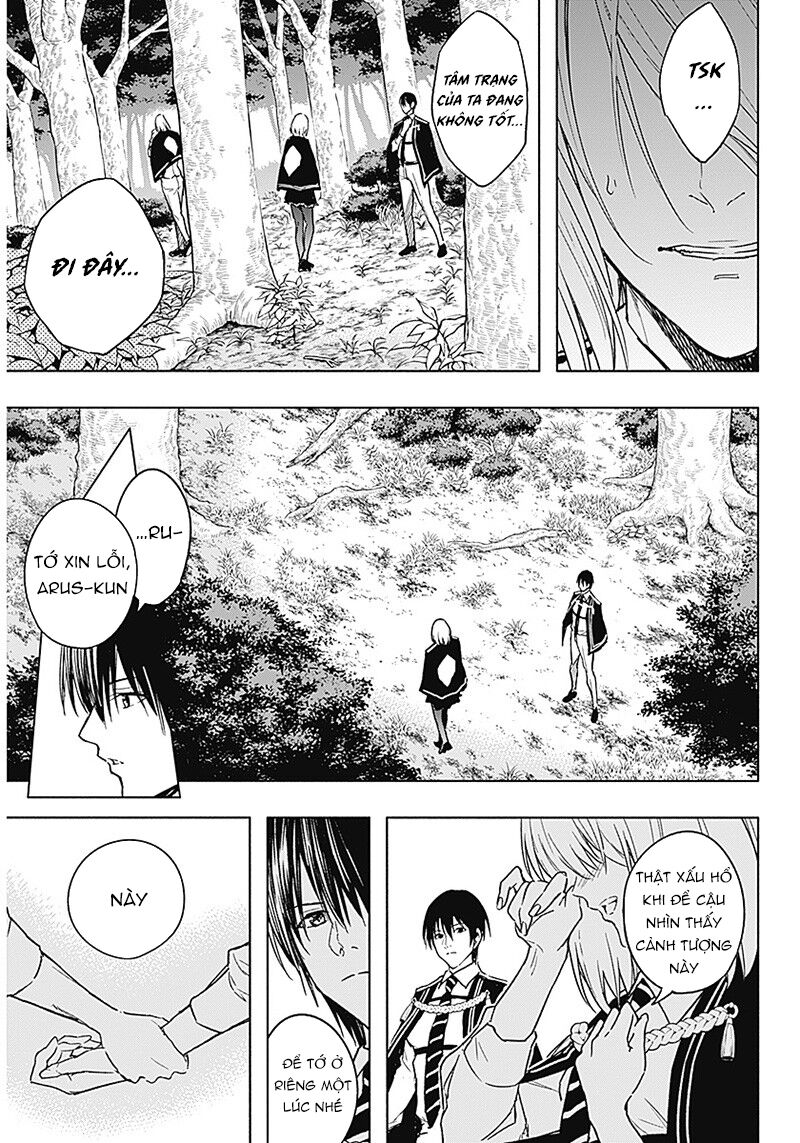 TSK
...
TÂM TRẠNG
CỦA TA ĐANG
KHÔNG TỐT...
ĐI ĐÂY...
...RU-
TỚ XIN LỖI,
ARUS-KUN
THẬT XẤU HỔ
KHI ĐỂ CẬU
NHÌN THẤY
CẢNH TƯỢNG
NÀY
ĐỂ TỚ Ở
RIÊNG MỘT
LÚC NHÉ
NÀY